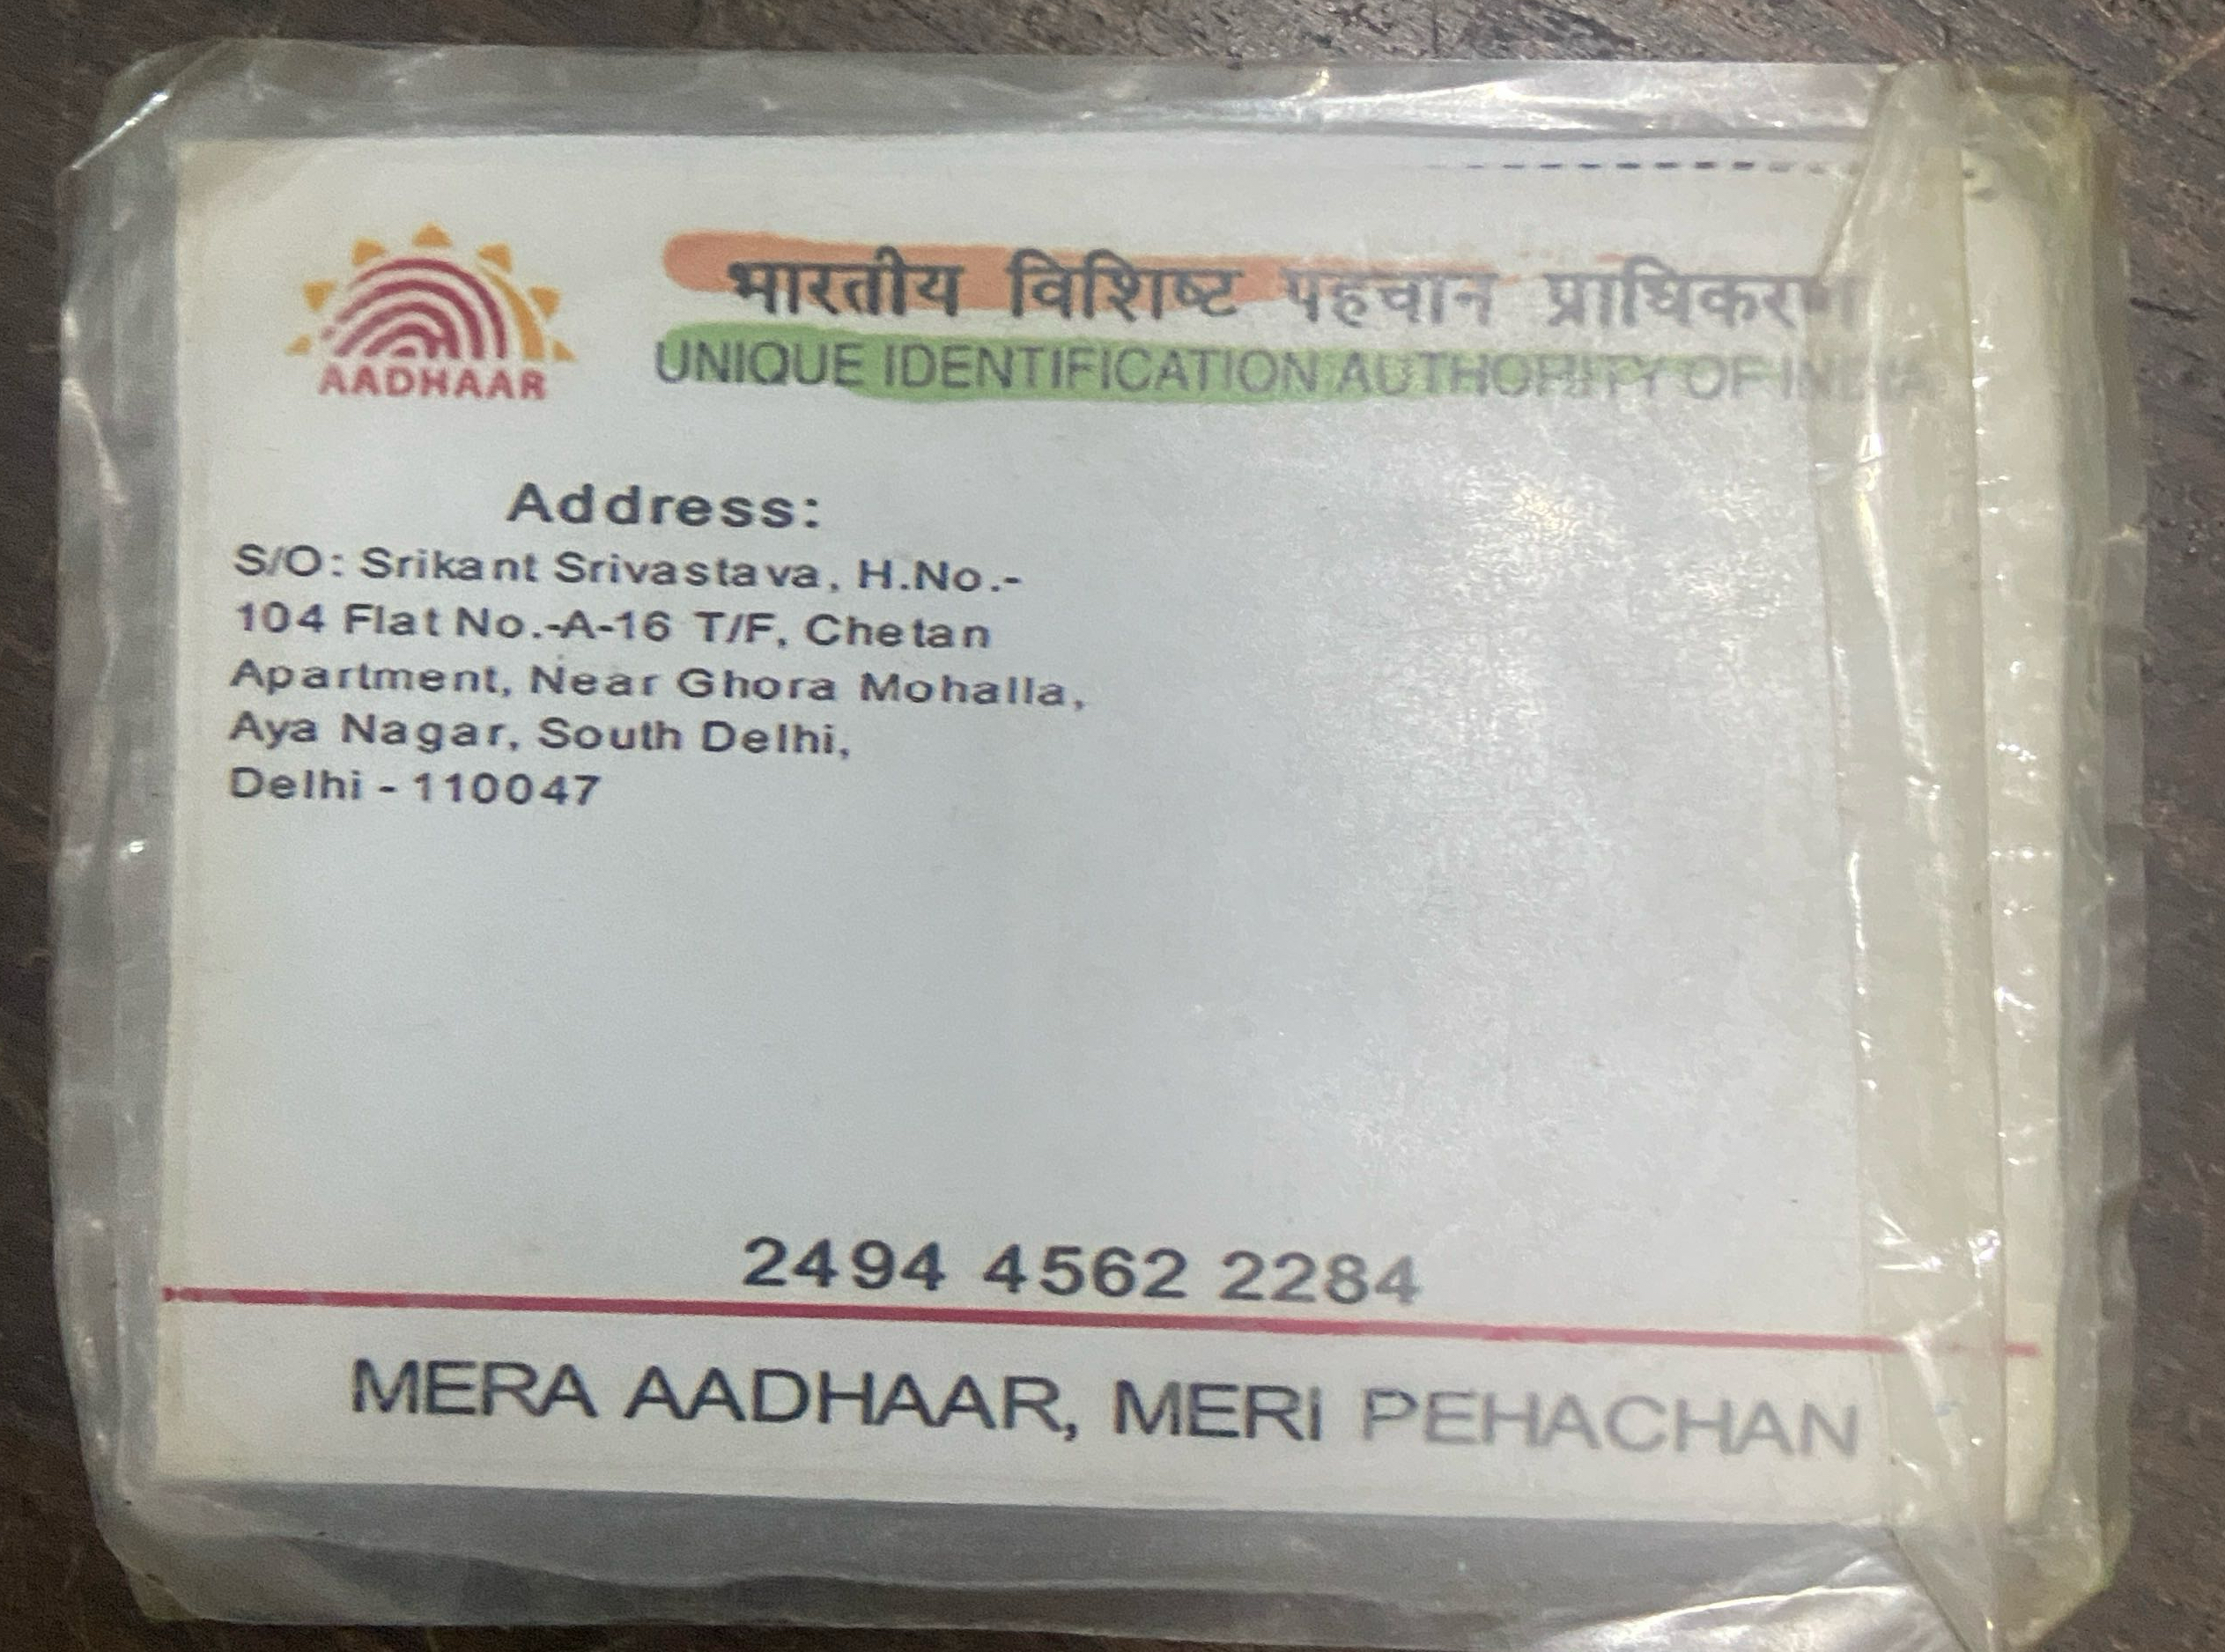 भारतीय विशिष्ट पहचान प्राधिकरण
UNIQUE IDENTIFICATION AUTHORITY OF INDIA
AADHAAR
Address:
S/O: Srikant Srivastava, H.No.-
104 Flat No.-A-16 T/F, Chetan
Apartment, Near Ghora Mohalla,
Aya Nagar, South Delhi,
Delhi - 110047
2494 4562 2284
MERA AADHAAR, MERI PEHACHAN